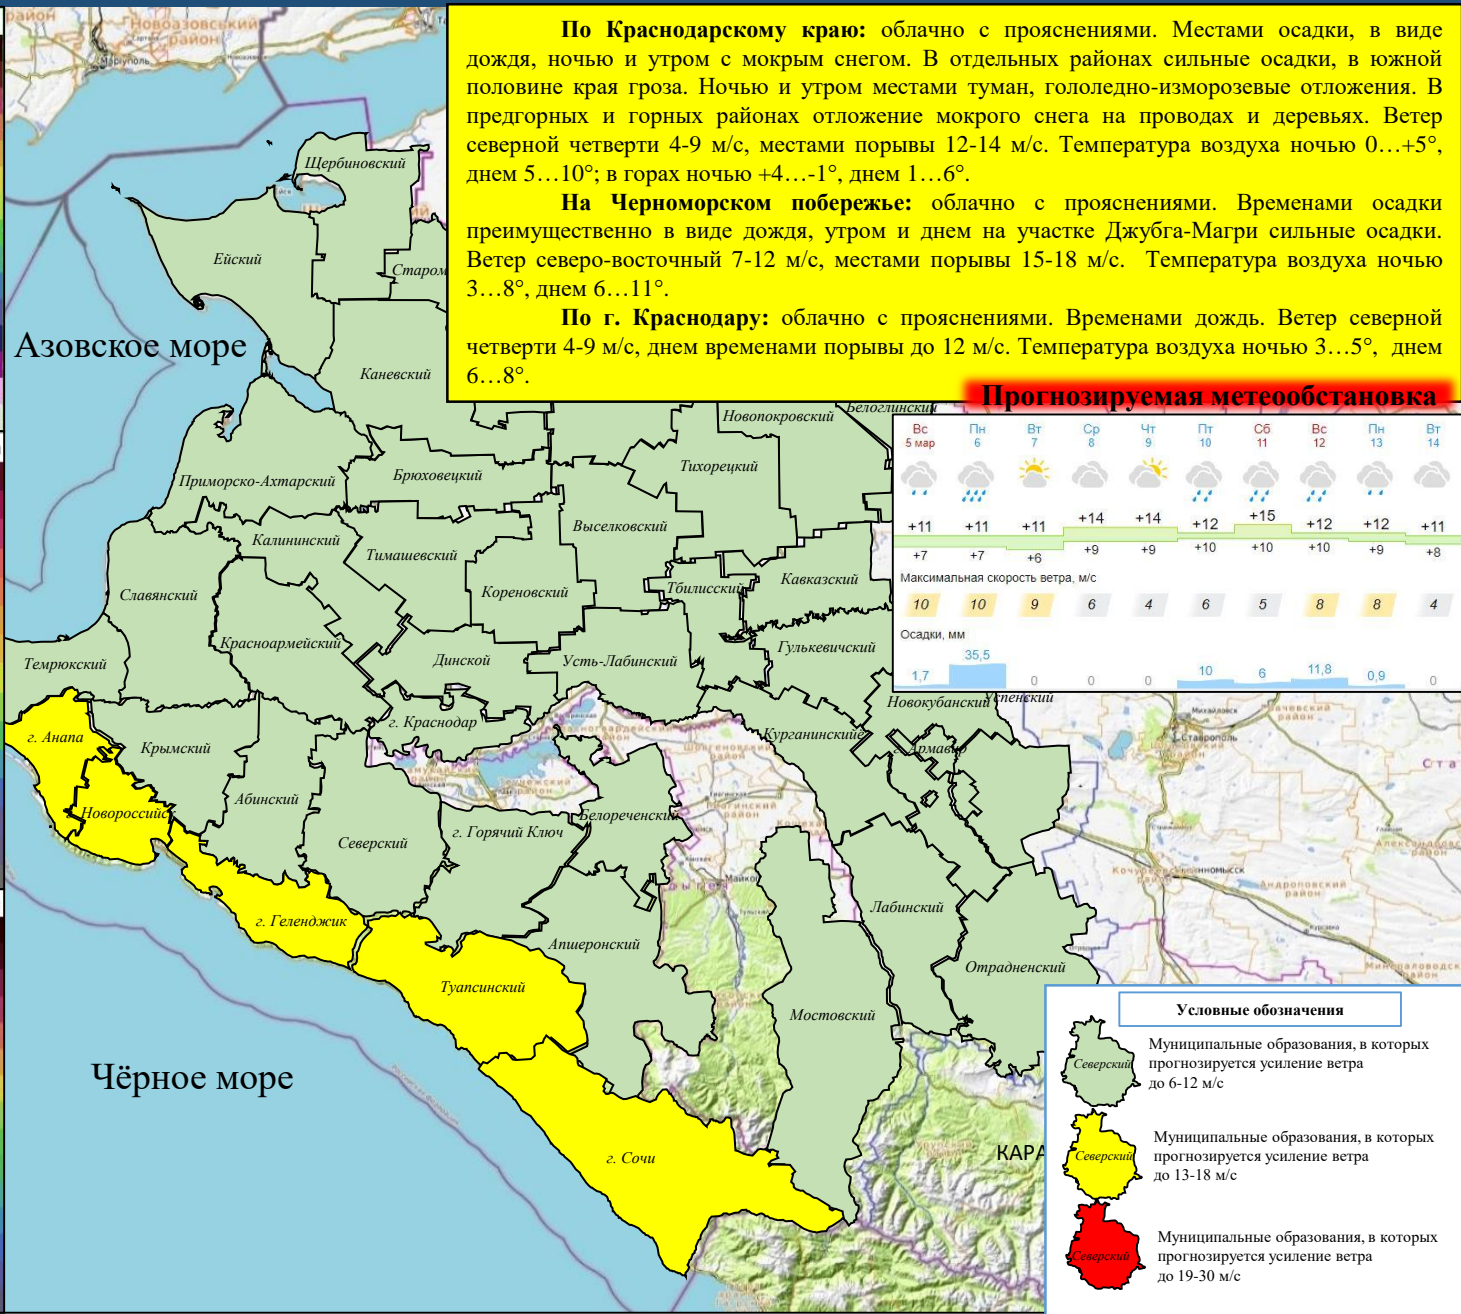 По Краснодарскому краю: облачно с прояснениями. Местами осадки, в виде
дождя, ночью и утром с мокрым снегом. В отдельных районах сильные осадки, в южной
половине края гроза. Ночью и утром местами туман, гололедно-изморозевые отложения. В
предгорных и горных районах отложение мокрого снега на проводах и деревьях. Ветер
северной четверти 4-9 м/с, местами порывы 12-14 м/с. Температура воздуха ночью 0…+5°,
днем 5…10°; в горах ночью +4…-1°, днем 1…6°.
На Черноморском побережье: облачно с прояснениями. Временами осадки
преимущественно в виде дождя, утром и днем на участке Джубга-Магри сильные осадки.
Ветер северо-восточный 7-12 м/с, местами порывы 15-18 м/с. Температура воздуха ночью
3…8°, днем 6…11°.
По г. Краснодару: облачно с прояснениями. Временами дождь. Ветер северной
четверти 4-9 м/с, днем временами порывы до 12 м/с. Температура воздуха ночью 3…5°, днем
6…8°.
Прогнозируемая метеообстановка
Вс Пн Вт Ср Чт Пт Сб Вс Пн Вт
5 мар 6 7 8 9 10 11 12 13 14
+11 +11 +11 +14 +14 +12 +15 +12 +12 +11
+7 +7 +6 +9 +9 +10 +10 +10 +9 +8
Максимальная скорость ветра, м/с
10 10 9 6 4 6 5 8 8 4
Осадки, мм
1,7 35,5 0 0 0 10 6 11,8 0,9 0
Новоазовський
район
Маріуполь
Щербиновский
Ейский
Старом
Азовское море
Каневский
Новопокровский
Белоглинский
Приморско-Ахтарский
Брюховецкий
Тихорецкий
Выселковский
Калининский
Тимашевский
Кореновский
Тбилисский
Кавказский
Славянский
Красноармейский
Динской
Усть-Лабинский
Гулькевичский
Темрюкский
Новокубанский
Успенский
г. Анапа
Крымский
г. Краснодар
Курганинский
г. Армавир
Ставрополь
Новороссийск
Абинский
Северский
г. Горячий Ключ
Белореченский
Майкоп
г. Геленджик
Апшеронский
Лабинский
Отрадненский
Туапсинский
Мостовский
Чёрное море
г. Сочи
КАРА
Андроповский
район
Условные обозначения
Северский
Муниципальные образования, в которых
прогнозируется усиление ветра
до 6-12 м/с
Северский
Муниципальные образования, в которых
прогнозируется усиление ветра
до 13-18 м/с
Северский
Муниципальные образования, в которых
прогнозируется усиление ветра
до 19-30 м/с